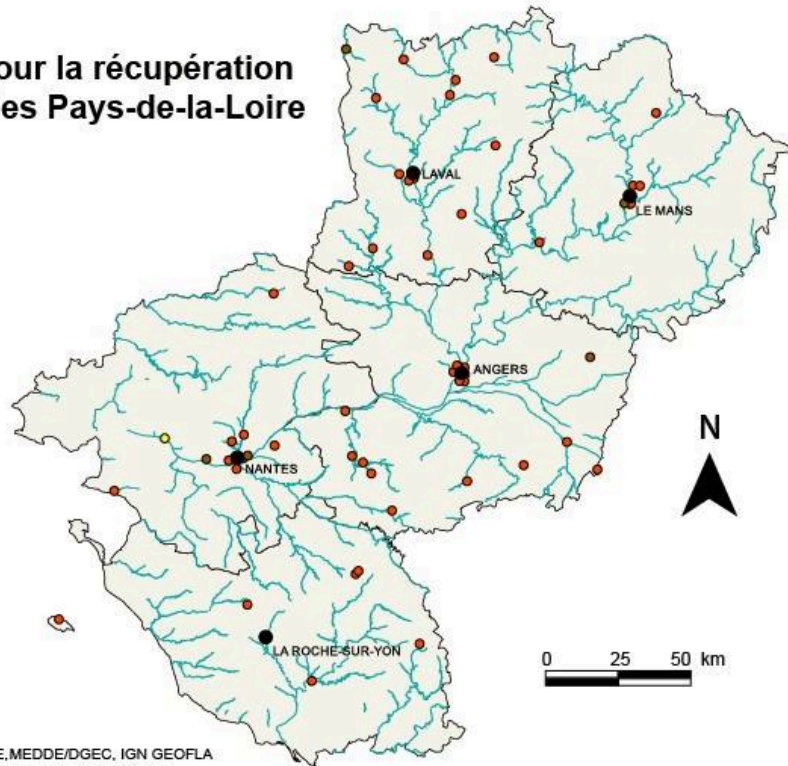 our la récupération
es Pays-de-la-Loire
LAVAL
LE MANS
ANGERS
N
NANTES
LA ROCHE-SUR-YON
0 25 50 km
E,MEDDE/DGEC, IGN GEOFLA